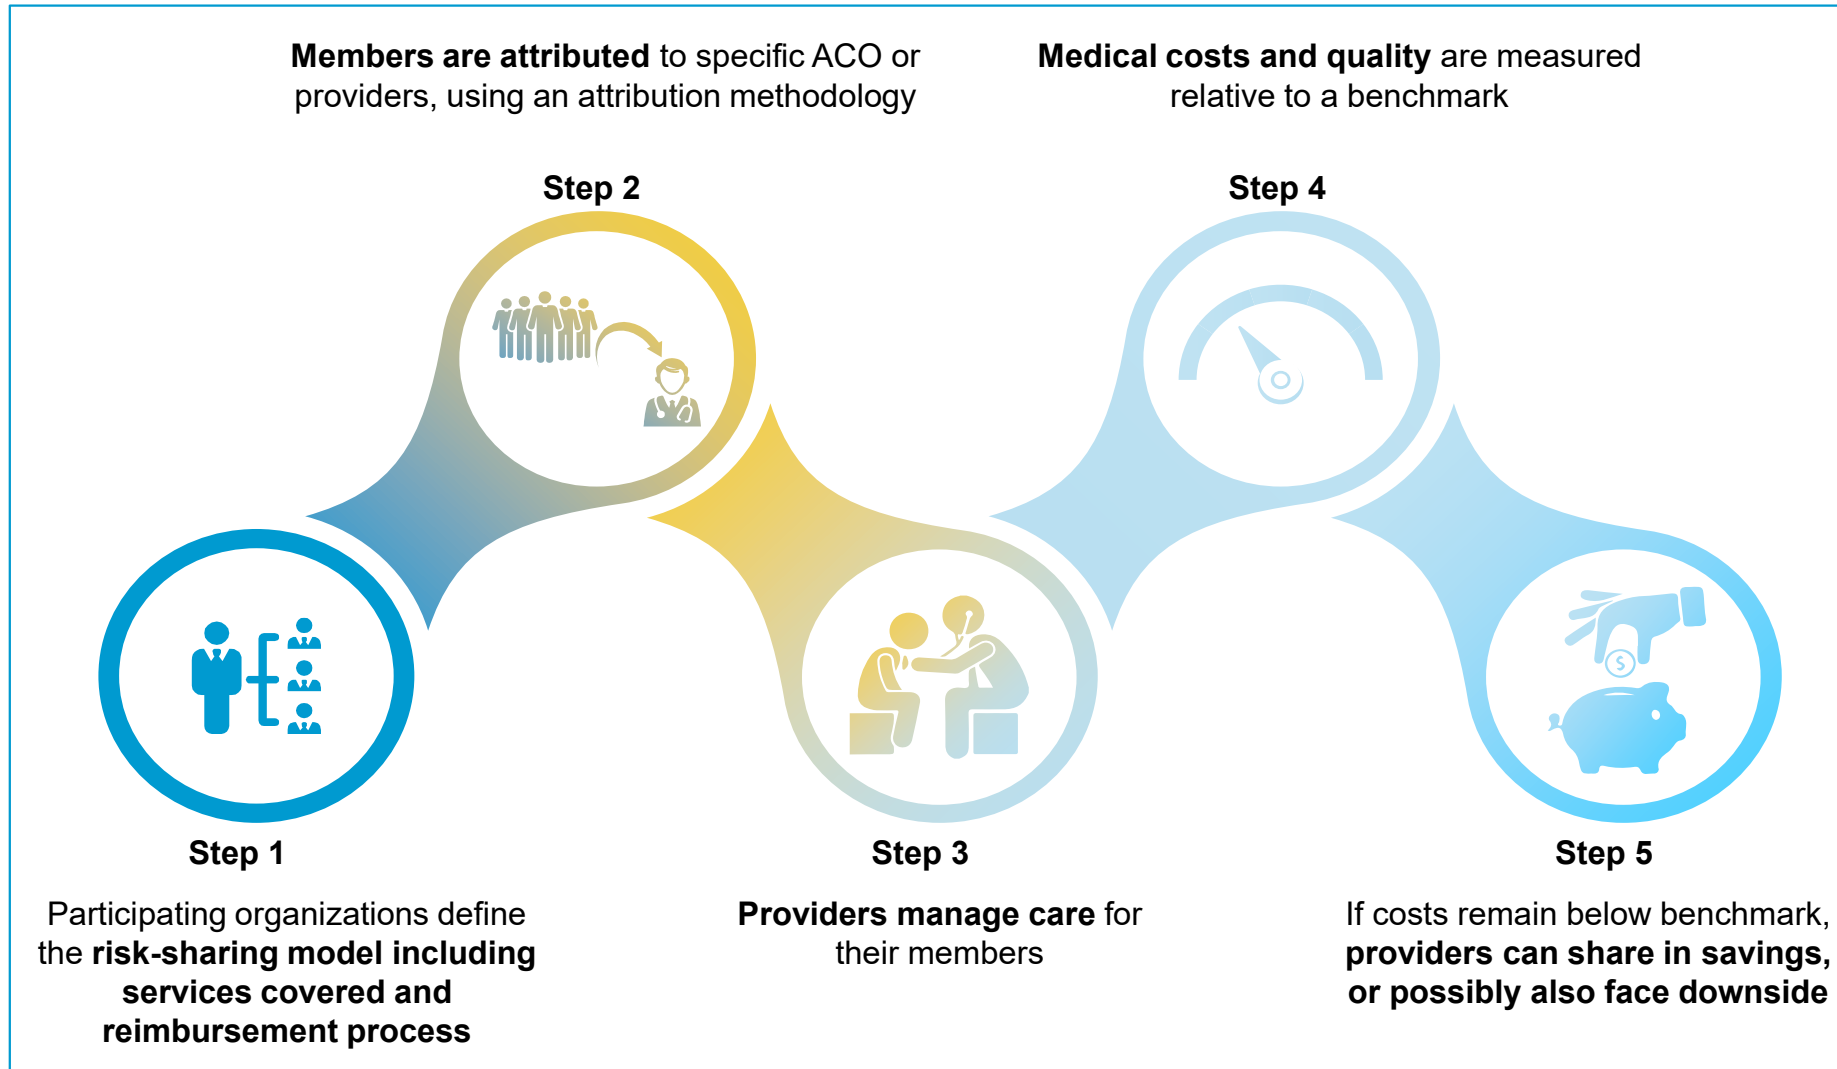 Members are attributed to specific ACO or
providers, using an attribution methodology
Medical costs and quality are measured
relative to a benchmark
Step 2
Step 4
$
Step 1
Step 3
Step 5
Participating organizations define
the risk-sharing model including
services covered and
reimbursement process
Providers manage care for
their members
If costs remain below benchmark,
providers can share in savings,
or possibly also face downside